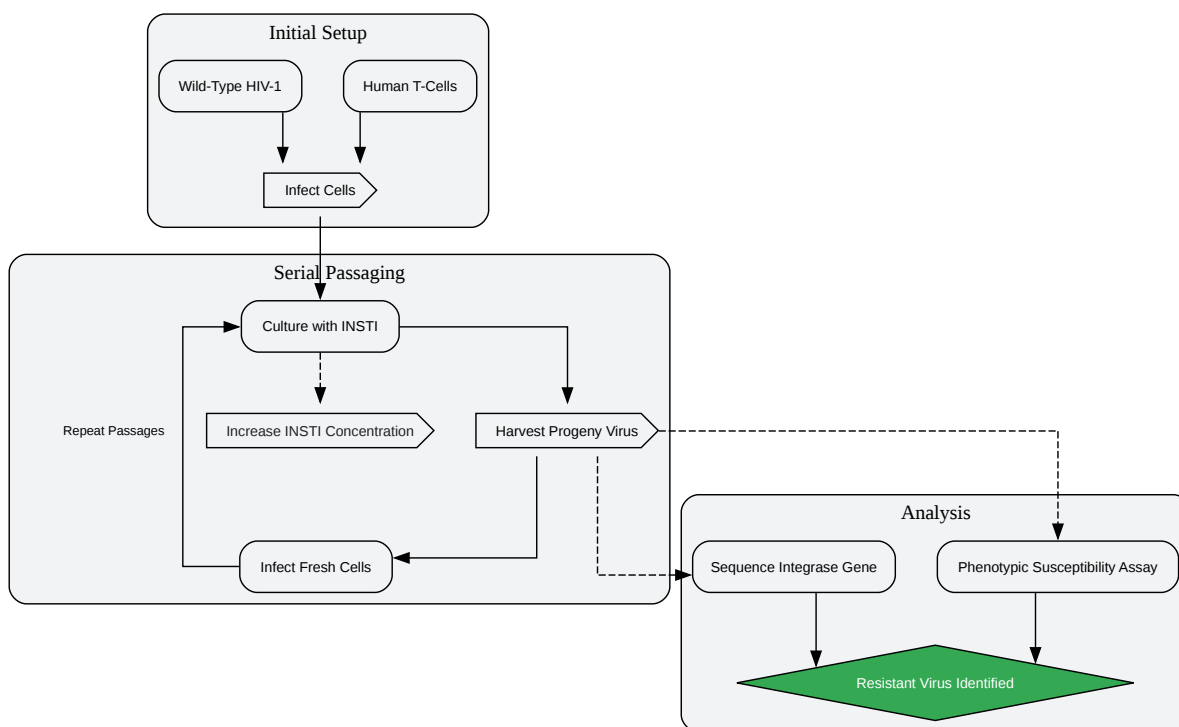 Initial Setup
Wild-Type HIV-1
Human T-Cells
Infect Cells
Serial Passaging
Culture with INSTI
Repeat Passages
Increase INSTI Concentration
Harvest Progeny Virus
Infect Fresh Cells
Analysis
Sequence Integrase Gene
Phenotypic Susceptibility Assay
Resistant Virus Identified